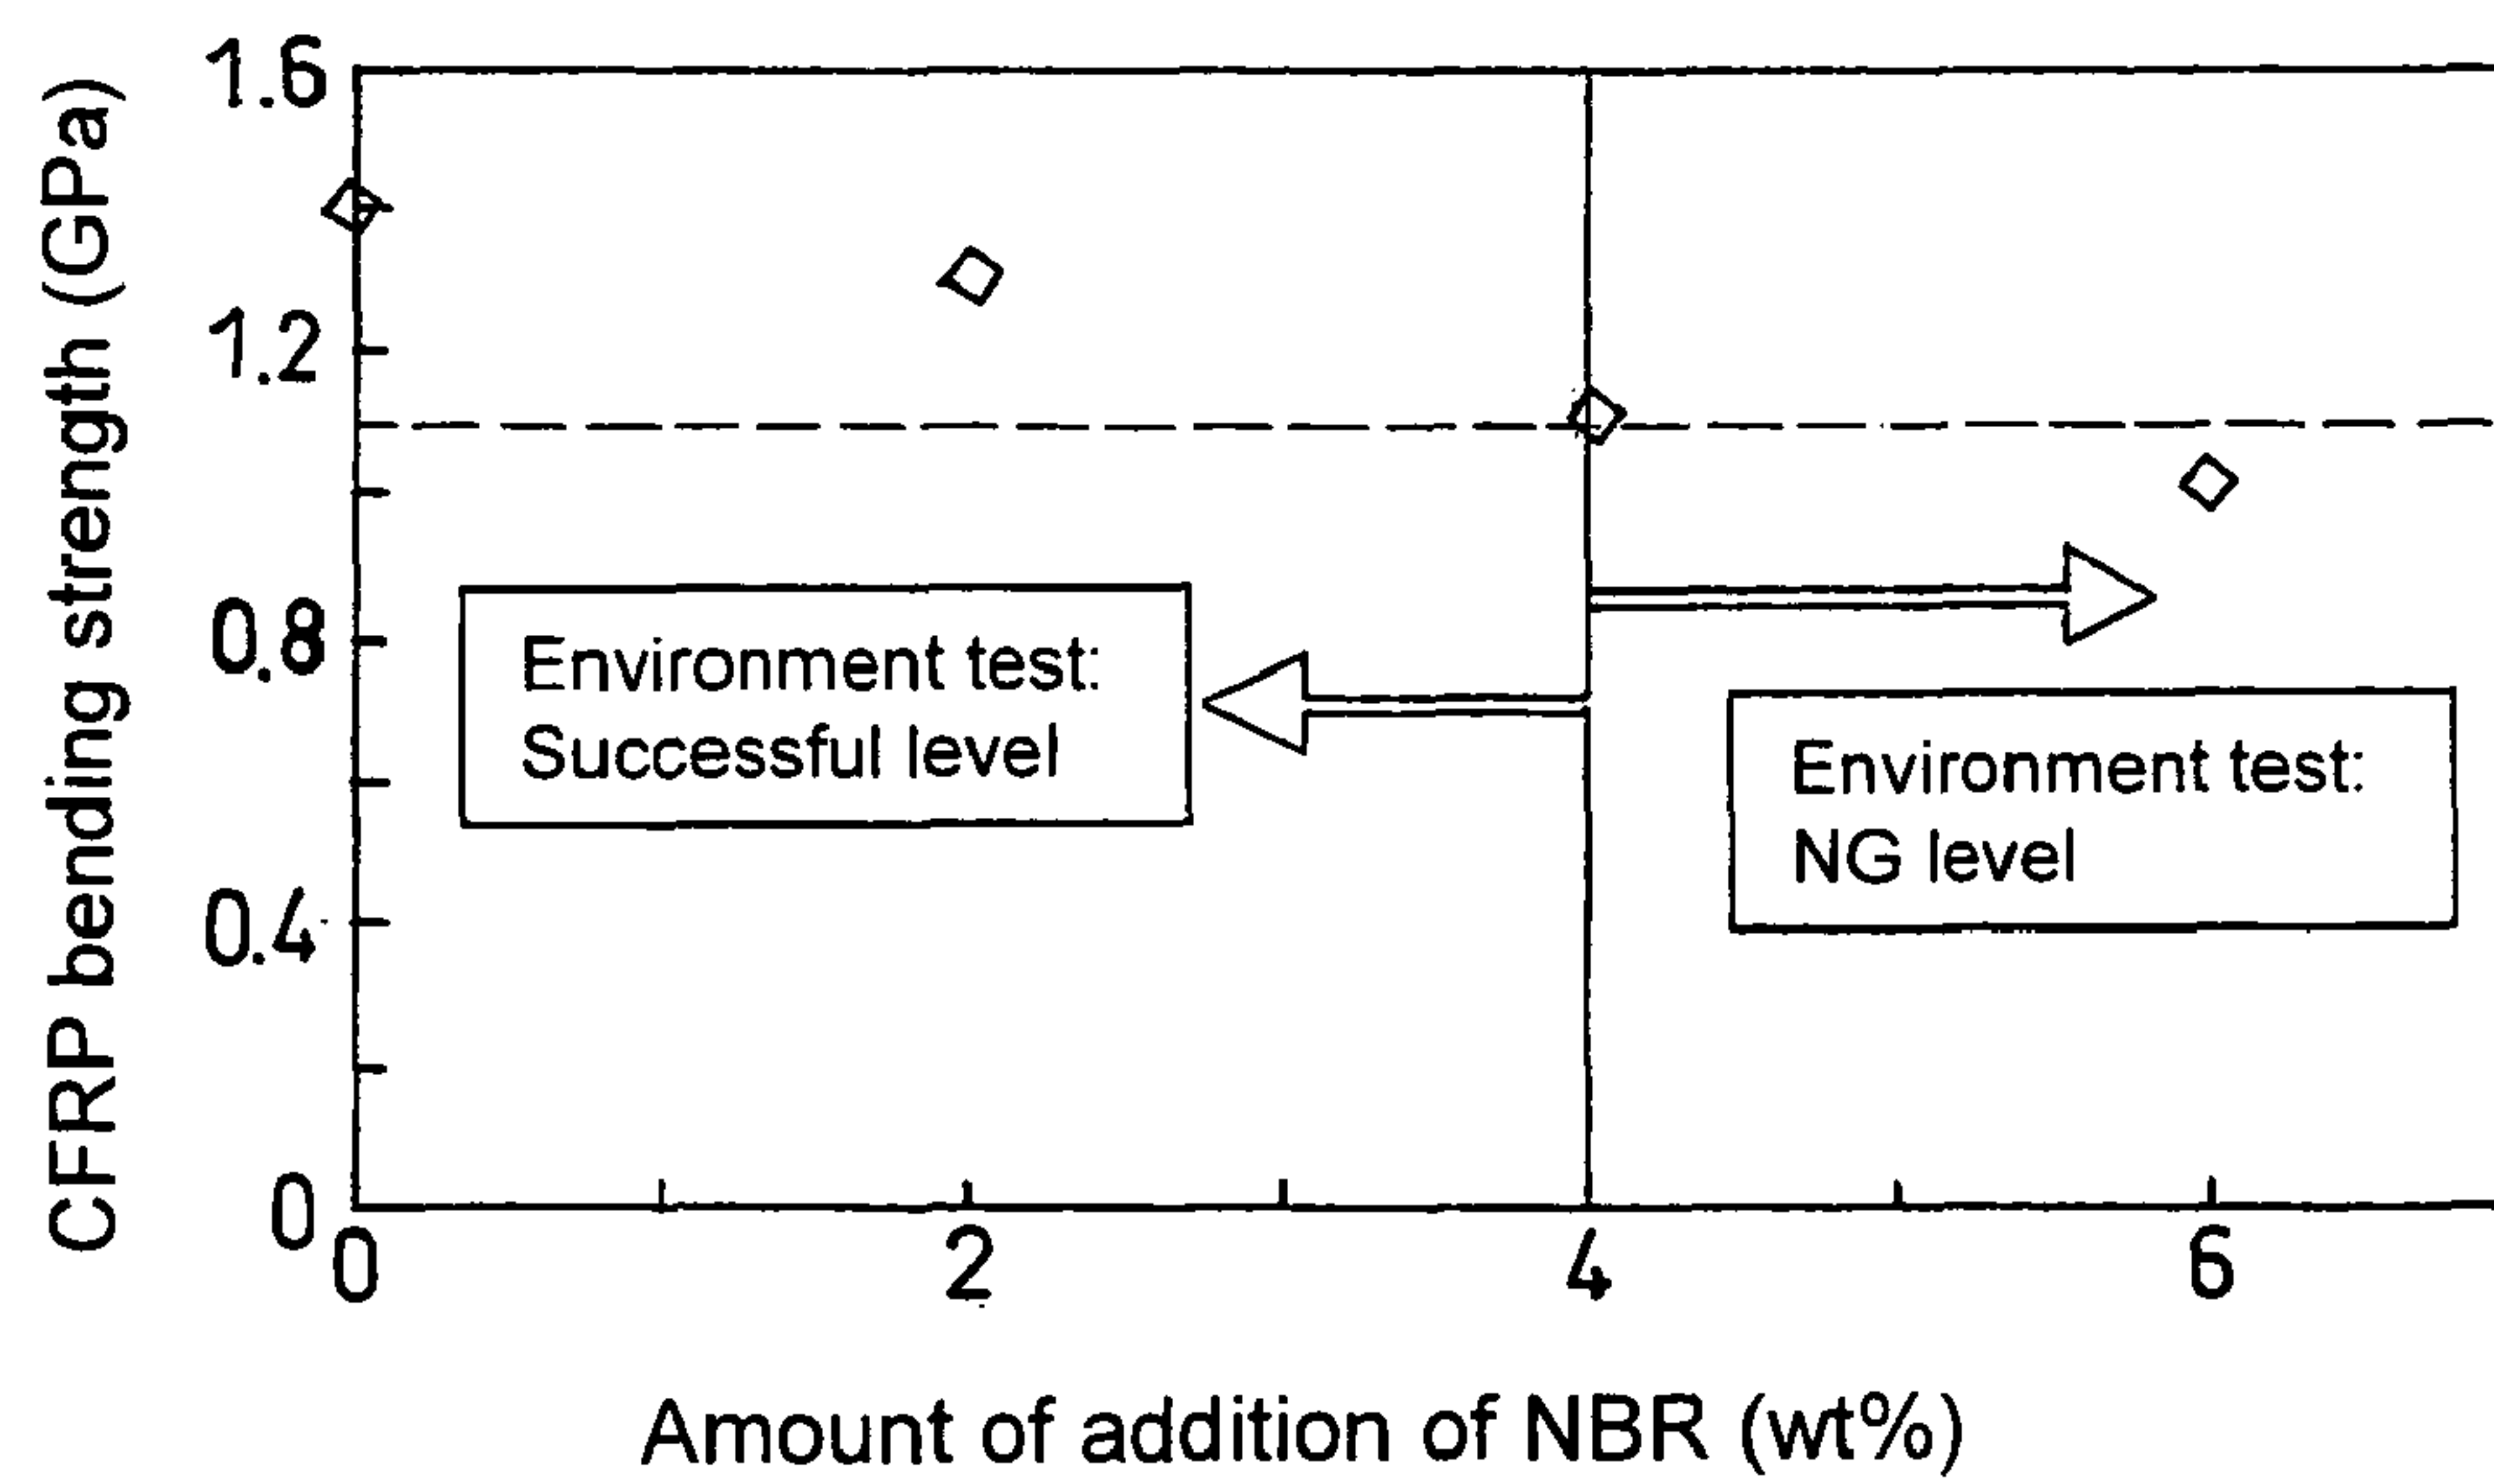 CFRP bending strength (GPa)
1.6
1.2
0.8
0.4
0
Environment test:
Successful level
Environment test:
NG level
0 2 4 6
Amount of addition of NBR (wt%)